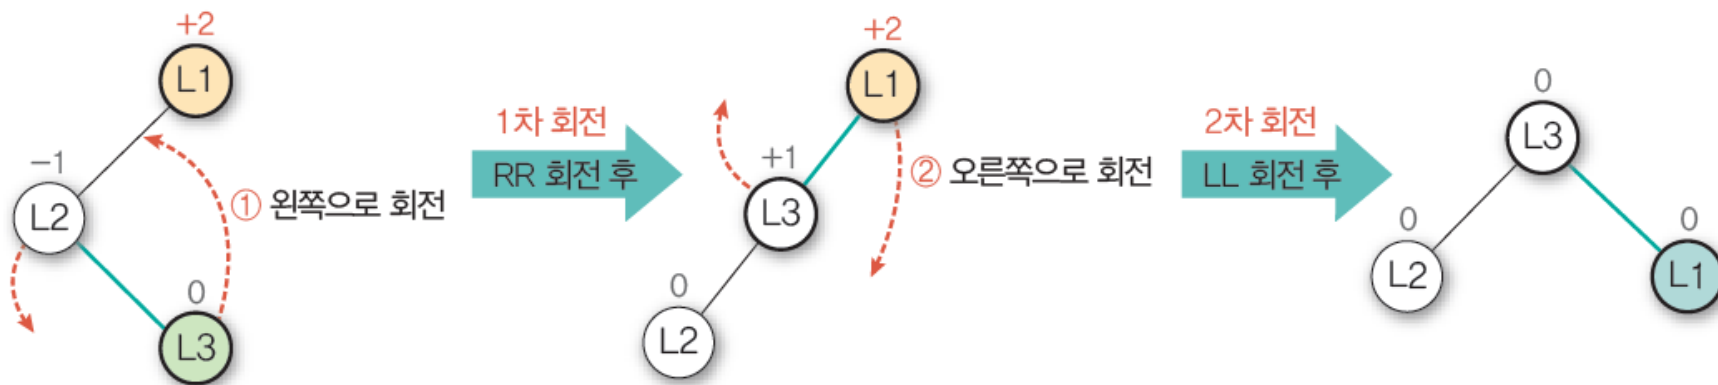 +2
L1
-1
L2
① 왼쪽으로 회전
0
L3
1차 회전
RR 회전 후
+2
L1
+1
L3
② 오른쪽으로 회전
0
L2
2차 회전
LL 회전 후
0
L3
0
L2
0
L1